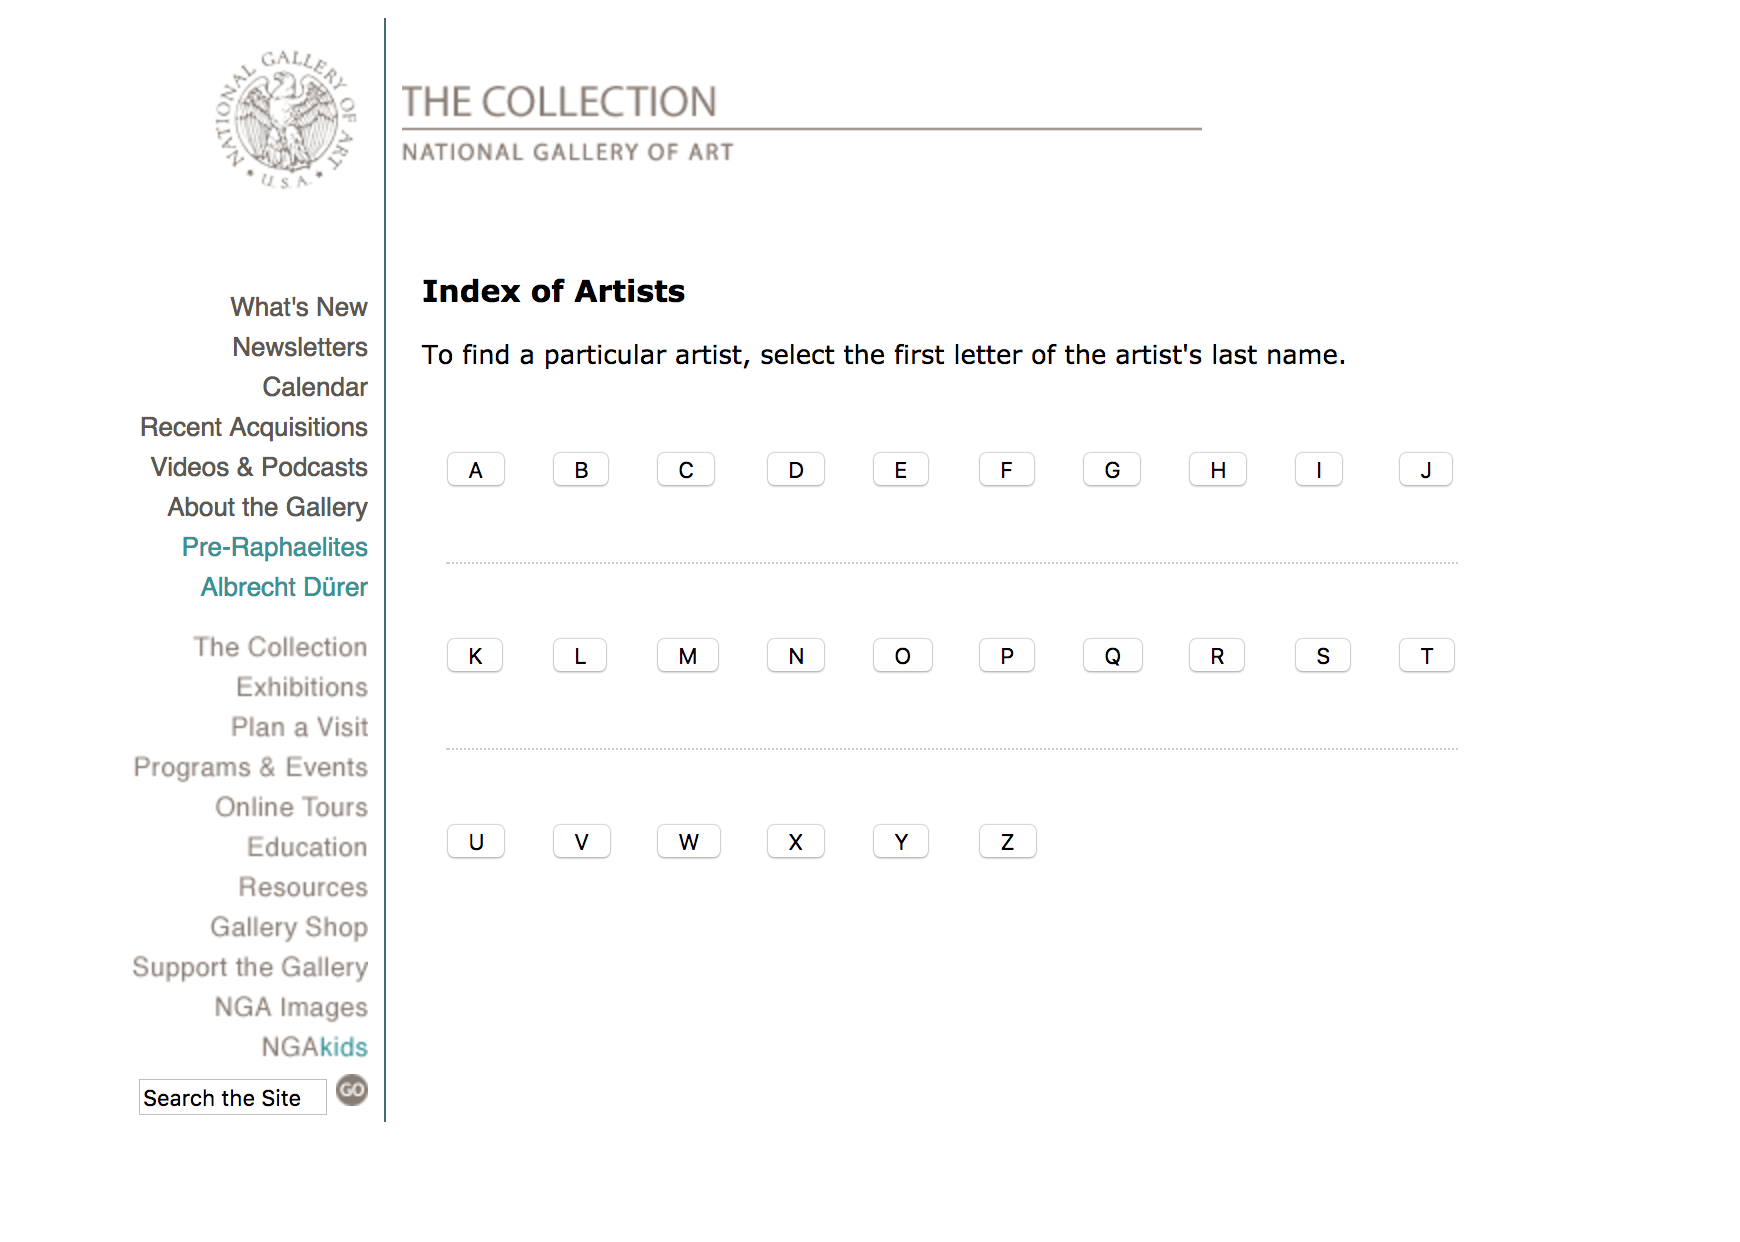 NATIONAL GALLERY OF ART
U.S.A.
THE COLLECTION
NATIONAL GALLERY OF ART
What's New
Newsletters
Calendar
Recent Acquisitions
Videos & Podcasts
About the Gallery
Pre-Raphaelites
Albrecht Dürer
The Collection
Exhibitions
Plan a Visit
Programs & Events
Online Tours
Education
Resources
Gallery Shop
Support the Gallery
NGA Images
NGAkids
Search the Site GO
Index of Artists
To find a particular artist, select the first letter of the artist's last name.
A B C D E F G H I J
K L M N O P Q R S T
U V W X Y Z